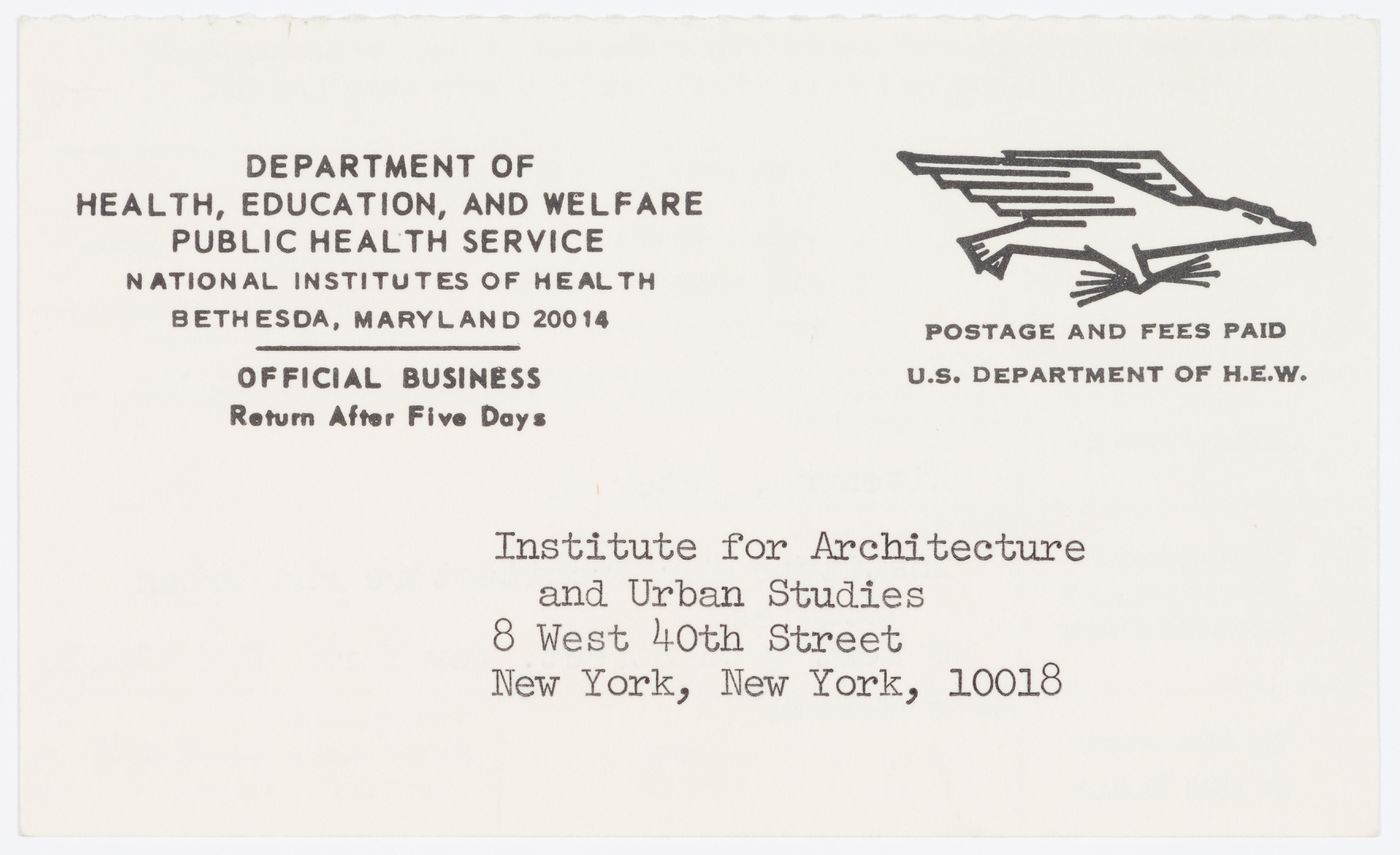 DEPARTMENT OF
HEALTH, EDUCATION, AND WELFARE
PUBLIC HEALTH SERVICE
NATIONAL INSTITUTES OF HEALTH
BETHESDA, MARYLAND 20014
OFFICIAL BUSINESS
Return After Five Days
POSTAGE AND FEES PAID
U.S. DEPARTMENT OF H.E.W.
Institute for Architecture
and Urban Studies
8 West 40th Street
New York, New York, 10018